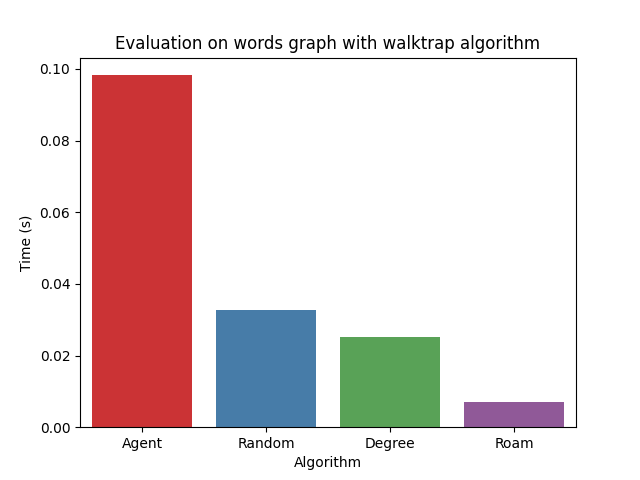 Evaluation on words graph with walktrap algorithm
0.10
0.08
0.06
0.04
0.02
0.00
Time (s)
Agent Random Degree Roam
Algorithm